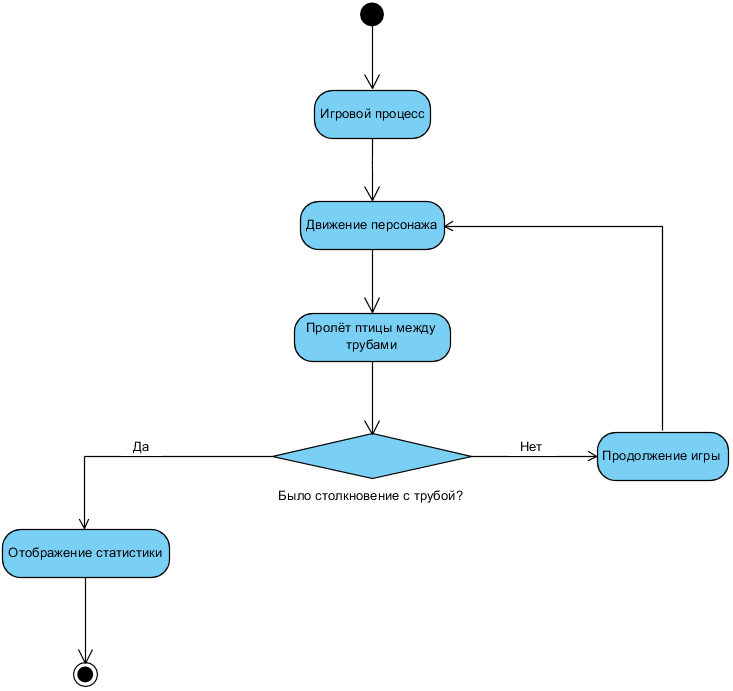 Игровой процесс
Движение персонажа
Пролёт птицы между
трубами
Да
Нет
Продолжение игры
Было столкновение с трубой?
Отображение статистики